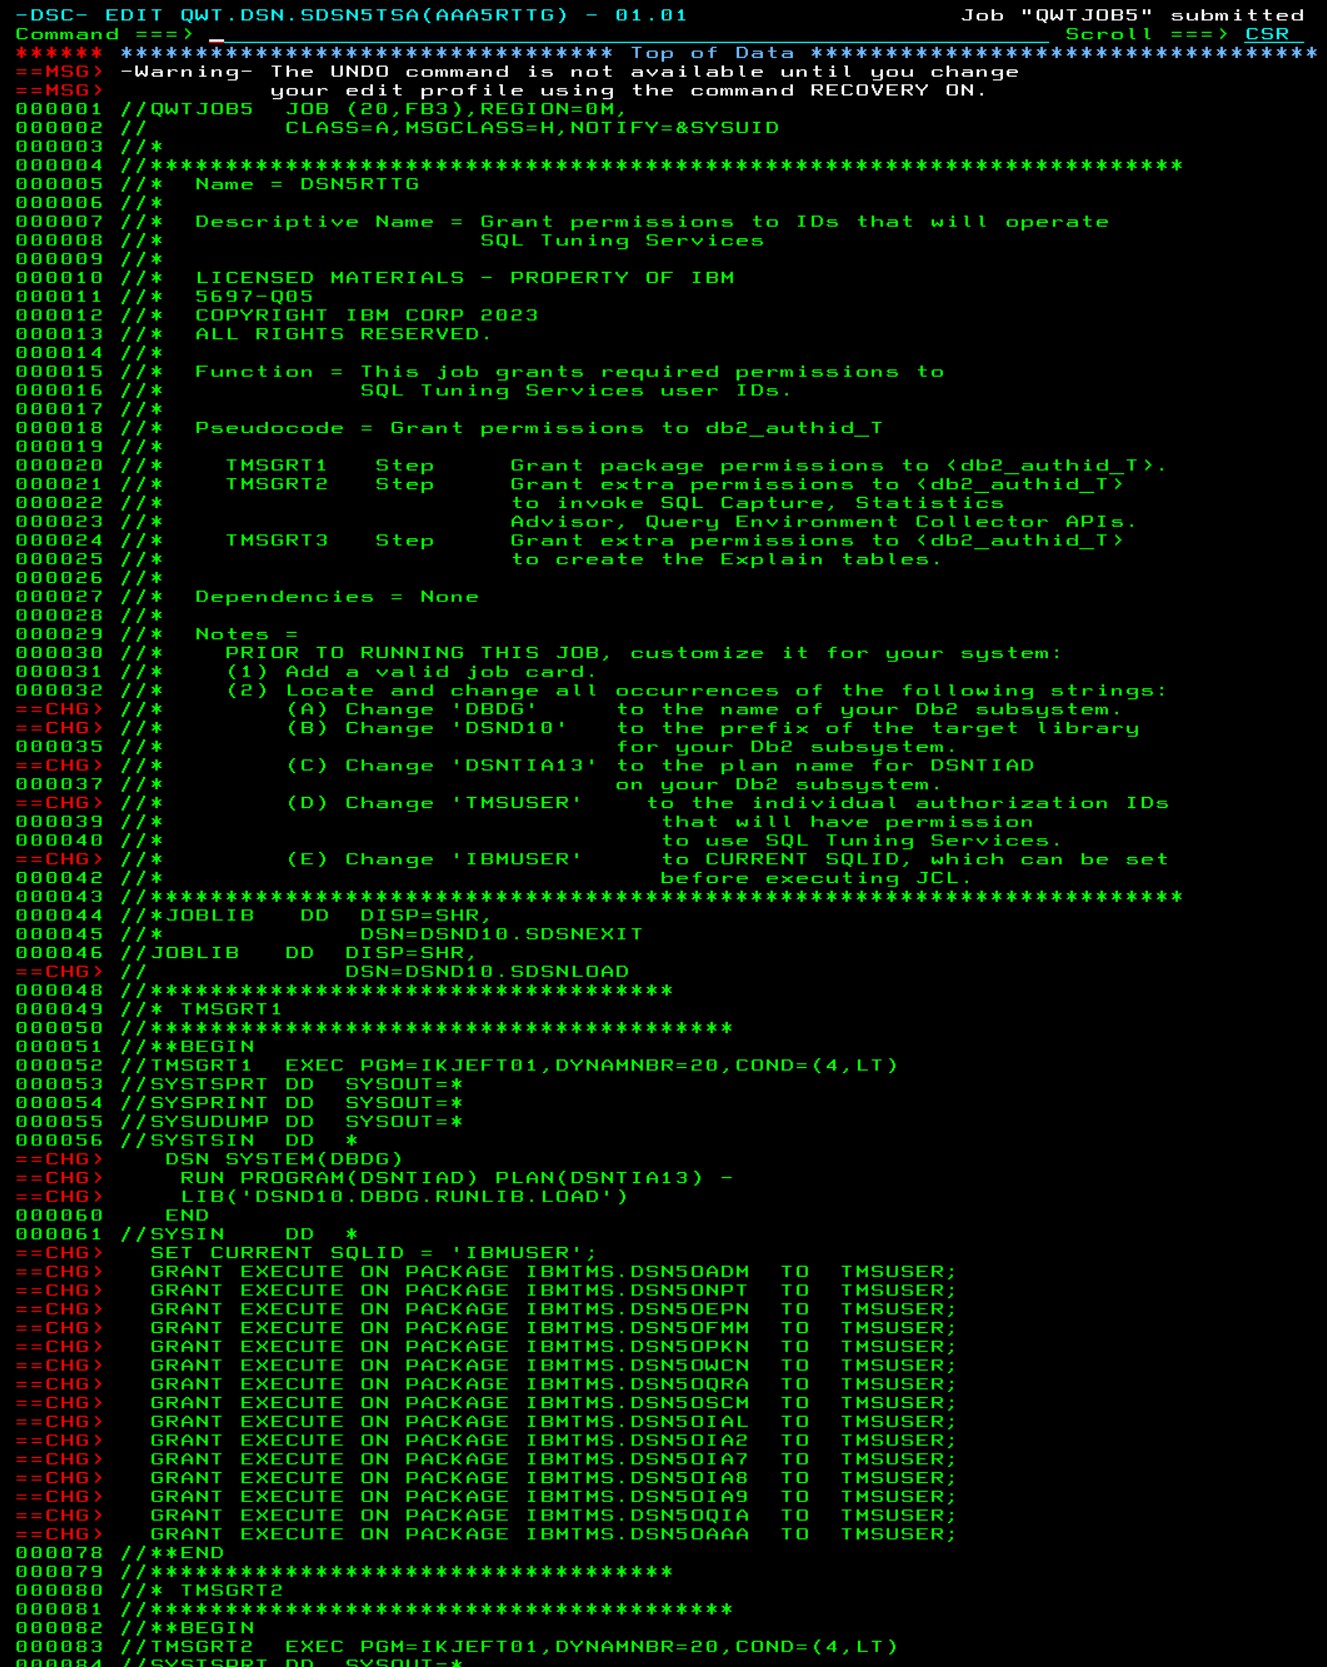 -DSC- EDIT QWT.DSN.SDSN5TSA(AAA5RTTG) - 01.01 Job "QWTJOB5" submitted
Command ===> _ Scroll ===> CSR
****** ********************************* Top of Data **********************************
==MSG> -Warning- The UNDO command is not available until you change
==MSG> your edit profile using the command RECOVERY ON.
000001 //QWTJOB5 JOB (20,FB3),REGION=0M,
000002 // CLASS=A,MSGCLASS=H,NOTIFY=&SYSUID
000003 //*
000004 //*********************************************************************
000005 //* Name = DSN5RTTG
000006 //*
000007 //* Descriptive Name = Grant permissions to IDs that will operate
000008 //* SQL Tuning Services
000009 //*
000010 //* LICENSED MATERIALS - PROPERTY OF IBM
000011 //* 5697-Q05
000012 //* COPYRIGHT IBM CORP 2023
000013 //* ALL RIGHTS RESERVED.
000014 //*
000015 //* Function = This job grants required permissions to
000016 //* SQL Tuning Services user IDs.
000017 //*
000018 //* Pseudocode = Grant permissions to db2_authid_T
000019 //*
000020 //* TMSGRT1 Step Grant package permissions to <db2_authid_T>.
000021 //* TMSGRT2 Step Grant extra permissions to <db2_authid_T>
000022 //* to invoke SQL Capture, Statistics
000023 //* Advisor, Query Environment Collector APIs.
000024 //* TMSGRT3 Step Grant extra permissions to <db2_authid_T>
000025 //* to create the Explain tables.
000026 //*
000027 //* Dependencies = None
000028 //*
000029 //* Notes =
000030 //* PRIOR TO RUNNING THIS JOB, customize it for your system:
000031 //* (1) Add a valid job card.
000032 //* (2) Locate and change all occurrences of the following strings:
==CHG> //* (A) Change 'DBDG' to the name of your Db2 subsystem.
==CHG> //* (B) Change 'DSND10' to the prefix of the target library
000035 //* for your Db2 subsystem.
==CHG> //* (C) Change 'DSNTIA13' to the plan name for DSNTIAD
000037 //* on your Db2 subsystem.
==CHG> //* (D) Change 'TMSUSER' to the individual authorization IDs
000039 //* that will have permission
000040 //* to use SQL Tuning Services.
==CHG> //* (E) Change 'IBMUSER' to CURRENT SQLID, which can be set
000042 //* before executing JCL.
000043 //*********************************************************************
000044 //*JOBLIB DD DISP=SHR,
000045 //* DSN=DSND10.SDSNEXIT
000046 //JOBLIB DD DISP=SHR,
==CHG> // DSN=DSND10.SDSNLOAD
000048 //***********************************
000049 //* TMSGRT1
000050 //***************************************
000051 //**BEGIN
000052 //TMSGRT1 EXEC PGM=IKJEFT01,DYNAMNBR=20,COND=(4,LT)
000053 //SYSTSPRT DD SYSOUT=*
000054 //SYSPRINT DD SYSOUT=*
000055 //SYSUDUMP DD SYSOUT=*
000056 //SYSTSIN DD *
==CHG> DSN SYSTEM(DBDG)
==CHG> RUN PROGRAM(DSNTIAD) PLAN(DSNTIA13) -
==CHG> LIB('DSND10.DBDG.RUNLIB.LOAD')
000060 END
000061 //SYSIN DD *
==CHG> SET CURRENT SQLID = 'IBMUSER';
==CHG> GRANT EXECUTE ON PACKAGE IBMTMS.DSN5OADM TO TMSUSER;
==CHG> GRANT EXECUTE ON PACKAGE IBMTMS.DSN5ONPT TO TMSUSER;
==CHG> GRANT EXECUTE ON PACKAGE IBMTMS.DSN5OEPN TO TMSUSER;
==CHG> GRANT EXECUTE ON PACKAGE IBMTMS.DSN5OFMM TO TMSUSER;
==CHG> GRANT EXECUTE ON PACKAGE IBMTMS.DSN5OPKN TO TMSUSER;
==CHG> GRANT EXECUTE ON PACKAGE IBMTMS.DSN5OWCN TO TMSUSER;
==CHG> GRANT EXECUTE ON PACKAGE IBMTMS.DSN5OQRA TO TMSUSER;
==CHG> GRANT EXECUTE ON PACKAGE IBMTMS.DSN5OSCM TO TMSUSER;
==CHG> GRANT EXECUTE ON PACKAGE IBMTMS.DSN5OIAL TO TMSUSER;
==CHG> GRANT EXECUTE ON PACKAGE IBMTMS.DSN5OIA2 TO TMSUSER;
==CHG> GRANT EXECUTE ON PACKAGE IBMTMS.DSN5OIA7 TO TMSUSER;
==CHG> GRANT EXECUTE ON PACKAGE IBMTMS.DSN5OIA8 TO TMSUSER;
==CHG> GRANT EXECUTE ON PACKAGE IBMTMS.DSN5OIA9 TO TMSUSER;
==CHG> GRANT EXECUTE ON PACKAGE IBMTMS.DSN5OQIA TO TMSUSER;
==CHG> GRANT EXECUTE ON PACKAGE IBMTMS.DSN5OAAA TO TMSUSER;
000078 //**END
000079 //***********************************
000080 //* TMSGRT2
000081 //***************************************
000082 //**BEGIN
000083 //TMSGRT2 EXEC PGM=IKJEFT01,DYNAMNBR=20,COND=(4,LT)
000084 //SYSTSPRT DD SYSOUT=*